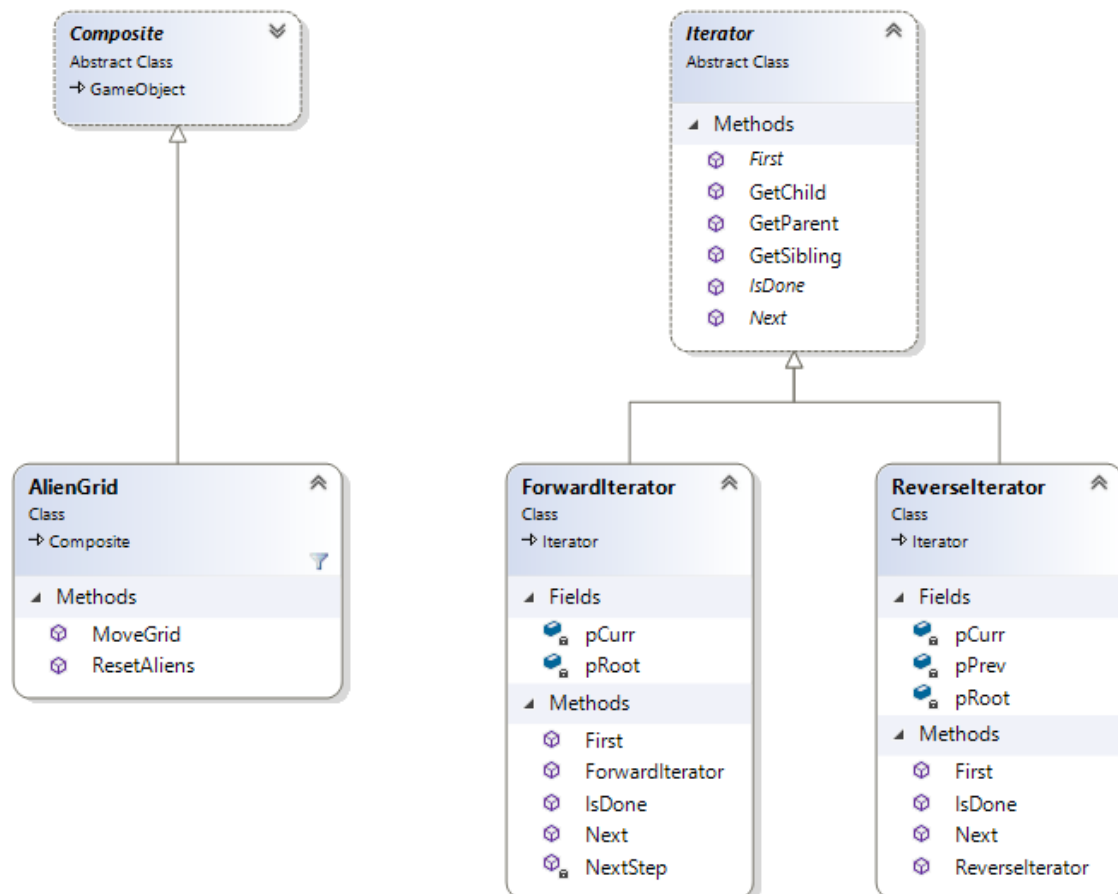 Composite
Abstract Class
GameObject
Iterator
Abstract Class
Methods
First
GetChild
GetParent
GetSibling
IsDone
Next
AlienGrid
Class
Composite
Methods
MoveGrid
ResetAliens
ForwardIterator
Class
Iterator
Fields
pCurr
pRoot
Methods
First
ForwardIterator
IsDone
Next
NextStep
ReverseIterator
Class
Iterator
Fields
pCurr
pPrev
pRoot
Methods
First
IsDone
Next
ReverseIterator